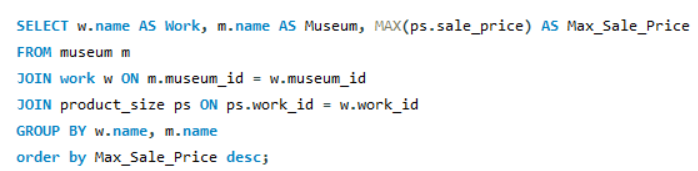 SELECT w.name AS Work, m.name AS Museum, MAX(ps.sale_price) AS Max_Sale_Price
FROM museum m
JOIN work w ON m.museum_id = w.museum_id
JOIN product_size ps ON ps.work_id = w.work_id
GROUP BY w.name, m.name
order by Max_Sale_Price desc;